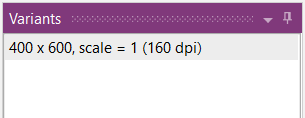 Variants
400 x 600, scale = 1 (160 dpi)